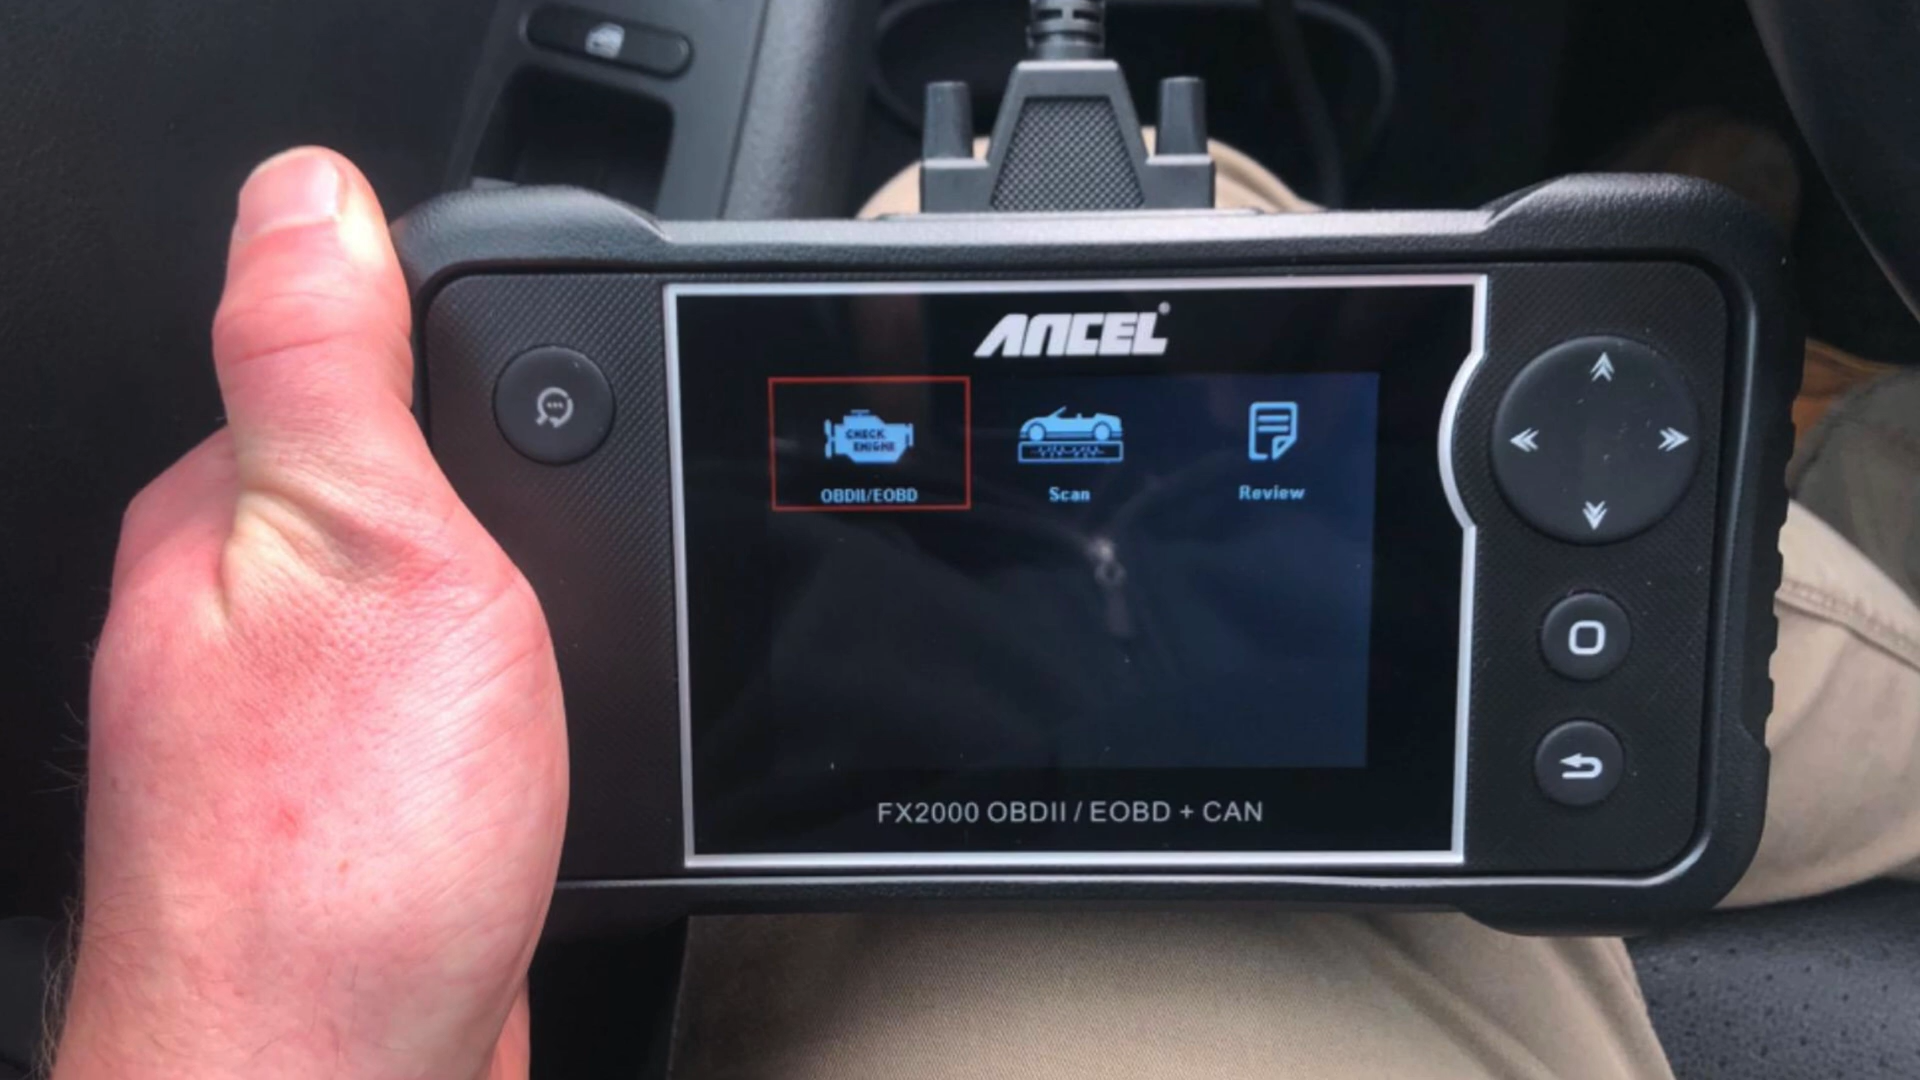 ANCEL®
CHECK
ENGINE
OBDII/EOBD
Scan
Review
FX2000 OBDII / EOBD + CAN